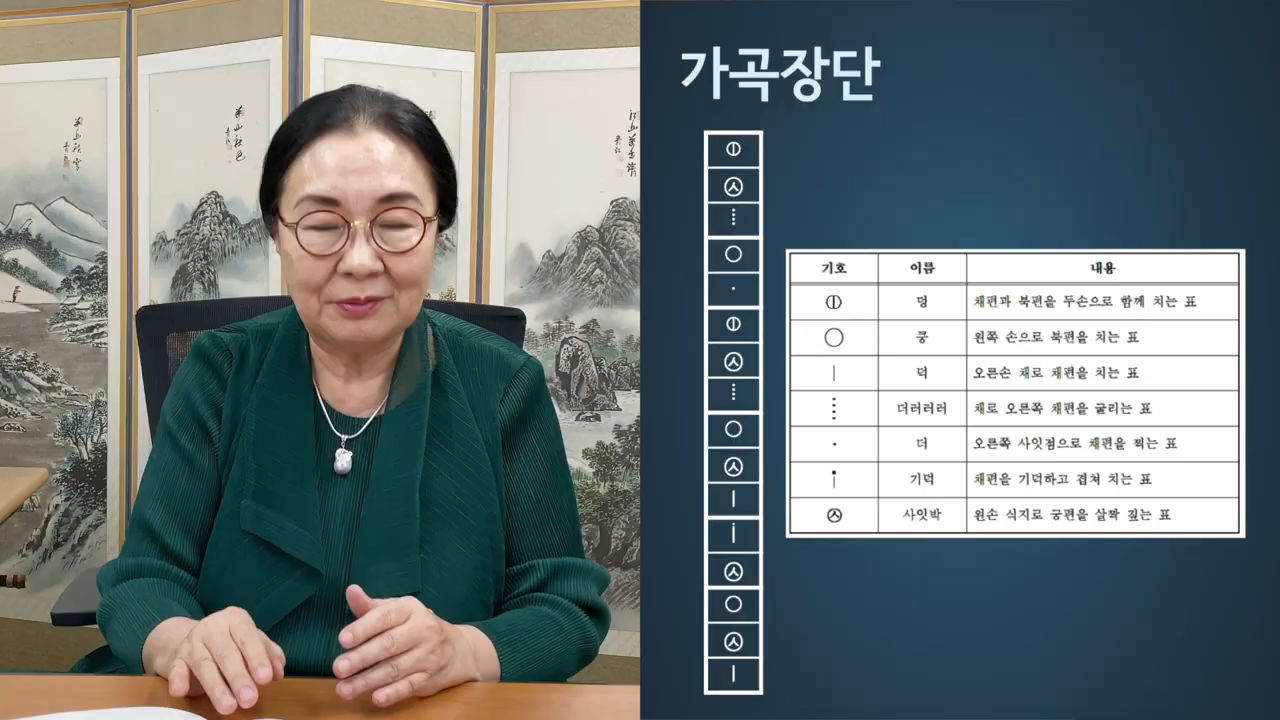 가곡장단
기호 이름 내용
덩 채편과 북편을 두손으로 함께 치는 표
쿵 왼쪽 손으로 북편을 치는 표
덕 오른손 채로 채편을 치는 표
더러러러 채로 오른쪽 채편을 굴리는 표
더 오른쪽 사잇점으로 채편을 찍는 표
기덕 채편을 기덕하고 겹쳐 치는 표
사잇박 왼손 식지로 궁편을 살짝 짚는 표